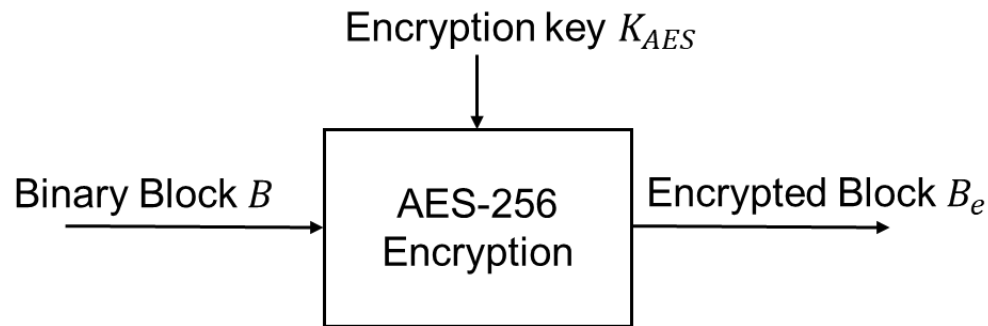 Encryption key K_AES
Binary Block B
AES-256
Encryption
Encrypted Block B_e